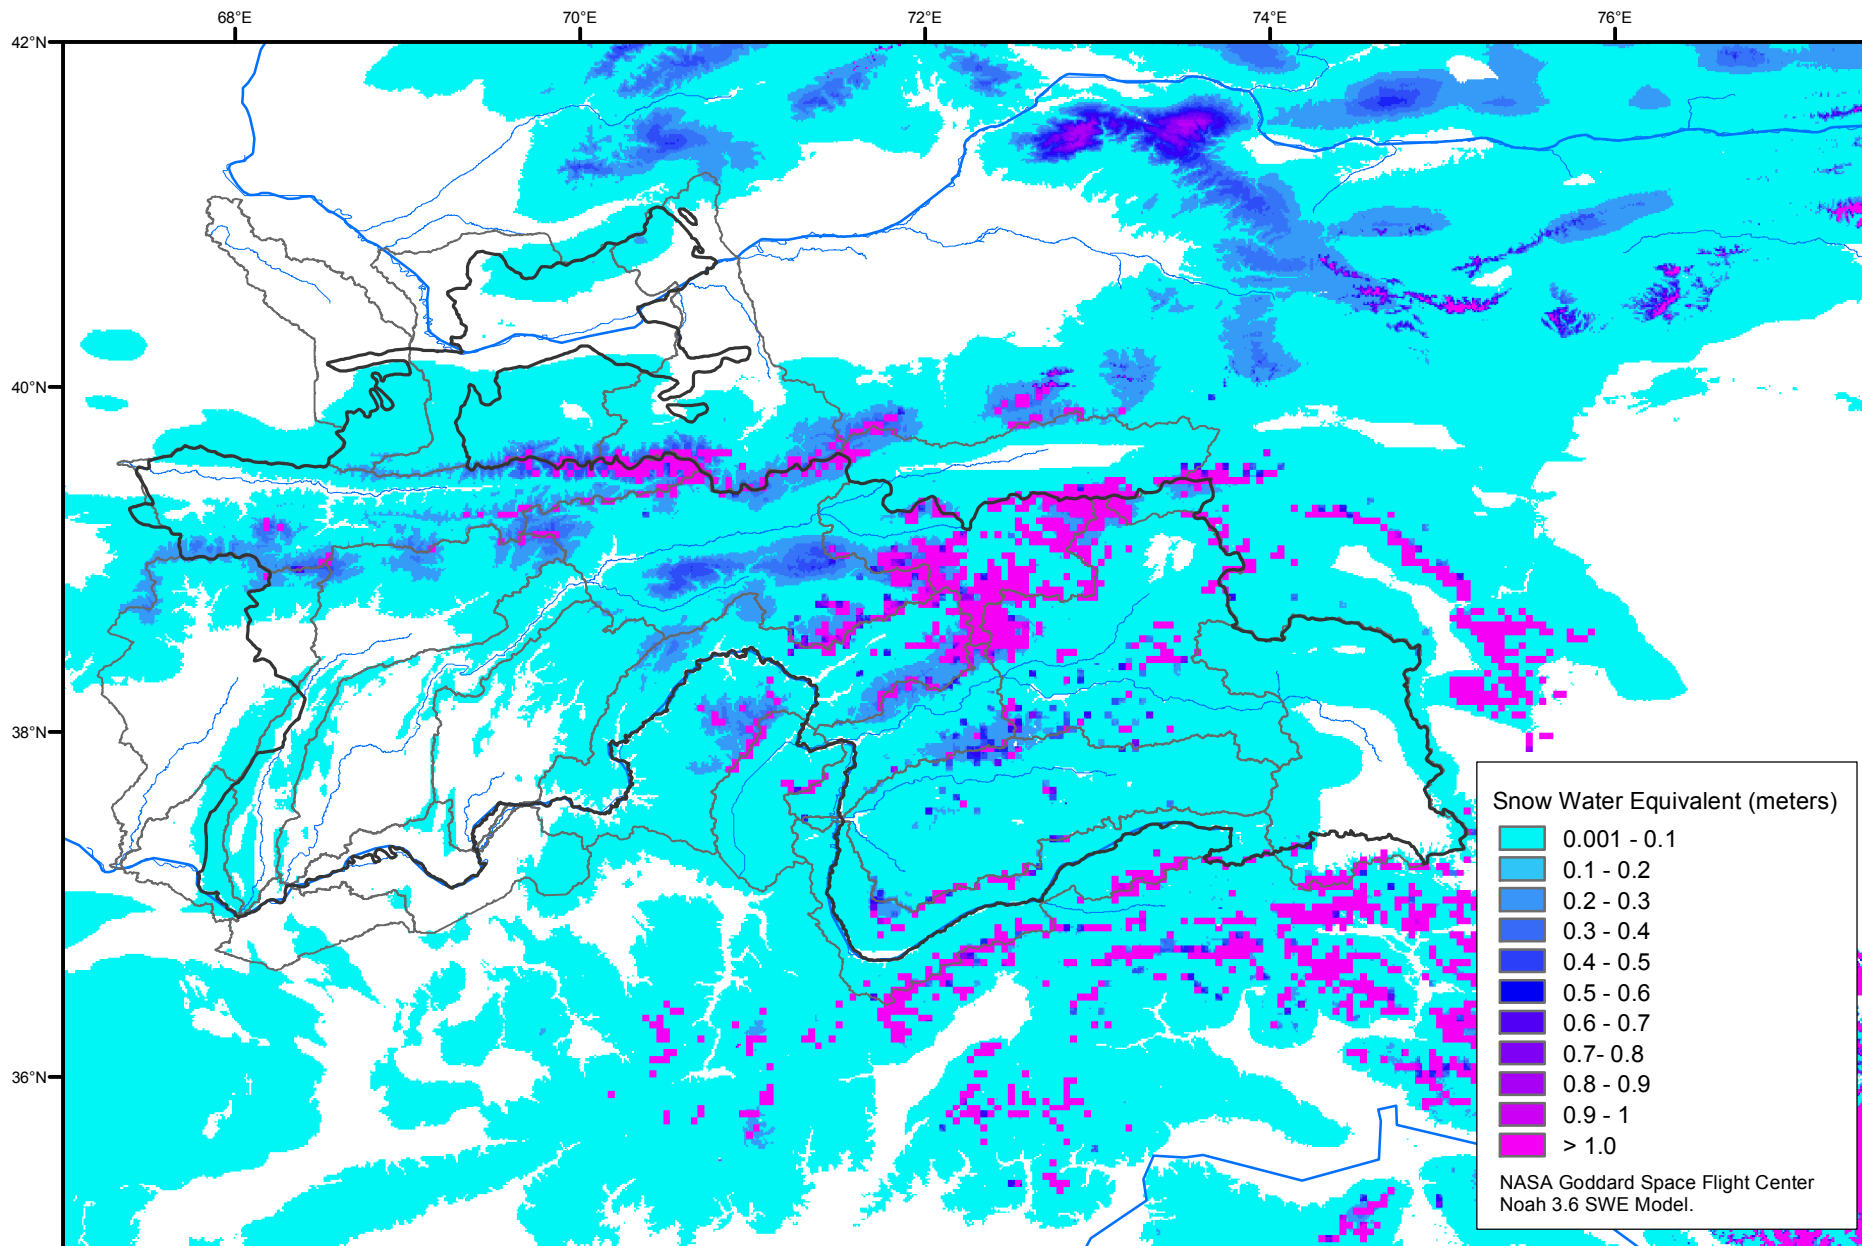 68°E 70°E 72°E 74°E 76°E
42°N
40°N
38°N
36°N
Snow Water Equivalent (meters)
0.001 - 0.1
0.1 - 0.2
0.2 - 0.3
0.3 - 0.4
0.4 - 0.5
0.5 - 0.6
0.6 - 0.7
0.7- 0.8
0.8 - 0.9
0.9 - 1
> 1.0
NASA Goddard Space Flight Center
Noah 3.6 SWE Model.